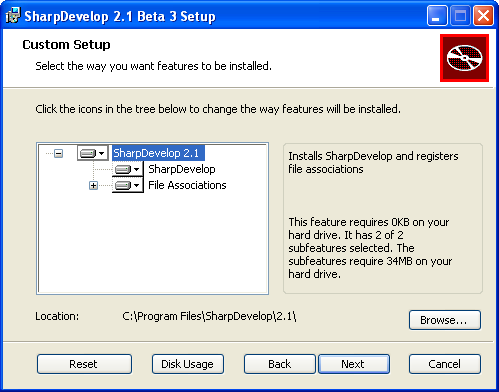 SharpDevelop 2.1 Beta 3 Setup
Custom Setup
Select the way you want features to be installed.
Click the icons in the tree below to change the way features will be installed.
SharpDevelop 2.1
SharpDevelop
File Associations
Installs SharpDevelop and registers
file associations
This feature requires 0KB on your
hard drive. It has 2 of 2
subfeatures selected. The
subfeatures require 34MB on your
hard drive.
Location: C:\Program Files\SharpDevelop\2.1\
Browse...
Reset Disk Usage Back Next Cancel